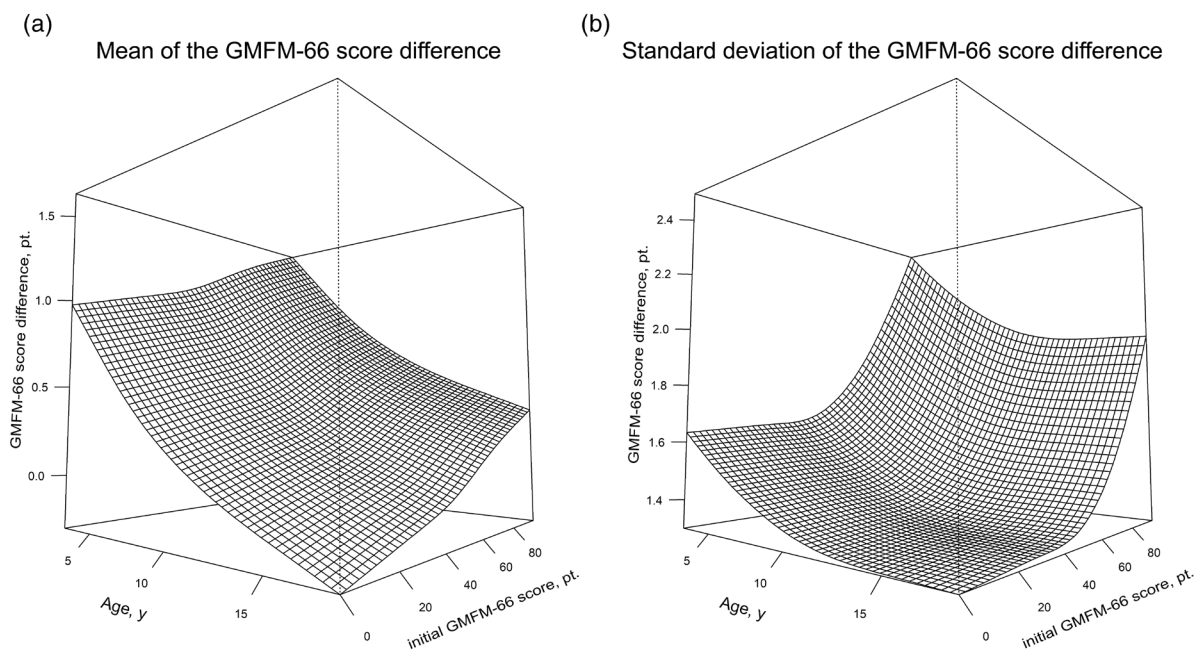 (a)
Mean of the GMFM-66 score difference
GMFM-66 score difference, pt.
1.5
1.0
0.5
0.0
5
10
15
Age, y
0
20
40
60
80
initial GMFM-66 score, pt.
(b)
Standard deviation of the GMFM-66 score difference
GMFM-66 score difference, pt.
2.4
2.2
2.0
1.8
1.6
1.4
5
10
15
Age, y
0
20
40
60
80
initial GMFM-66 score, pt.